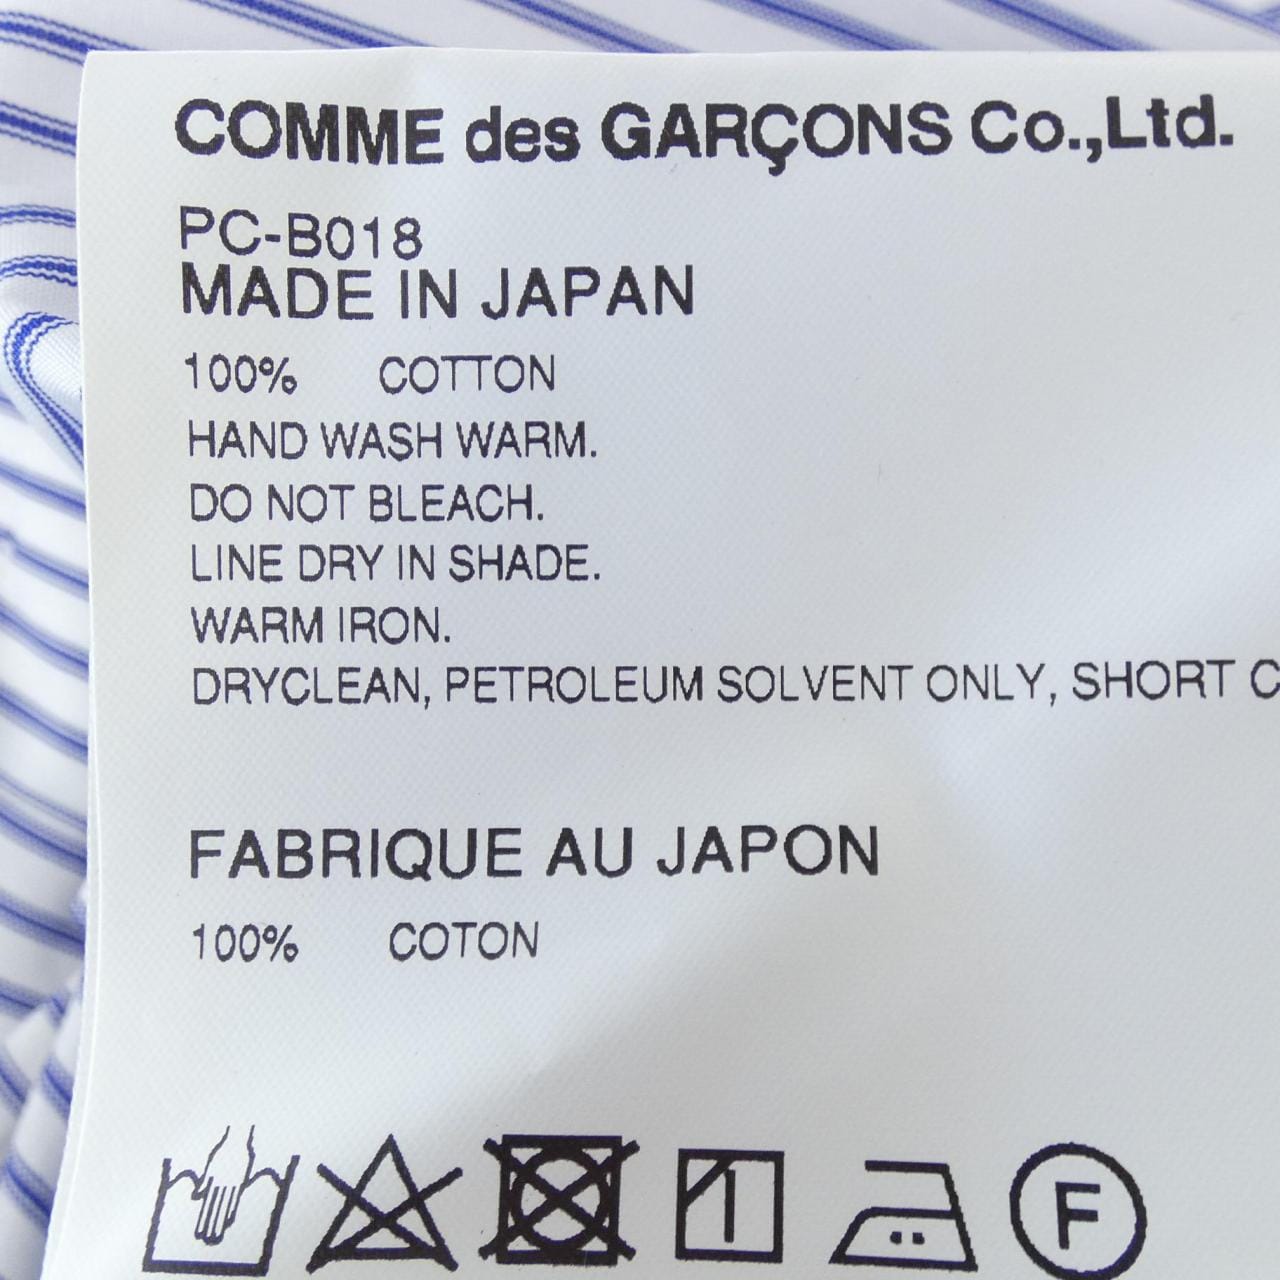 COMME des GARÇONS Co.,Ltd.
PC-B018
MADE IN JAPAN
100% COTTON
HAND WASH WARM.
DO NOT BLEACH.
LINE DRY IN SHADE.
WARM IRON.
DRYCLEAN, PETROLEUM SOLVENT ONLY, SHORT C
FABRIQUE AU JAPON
100% COTON
F